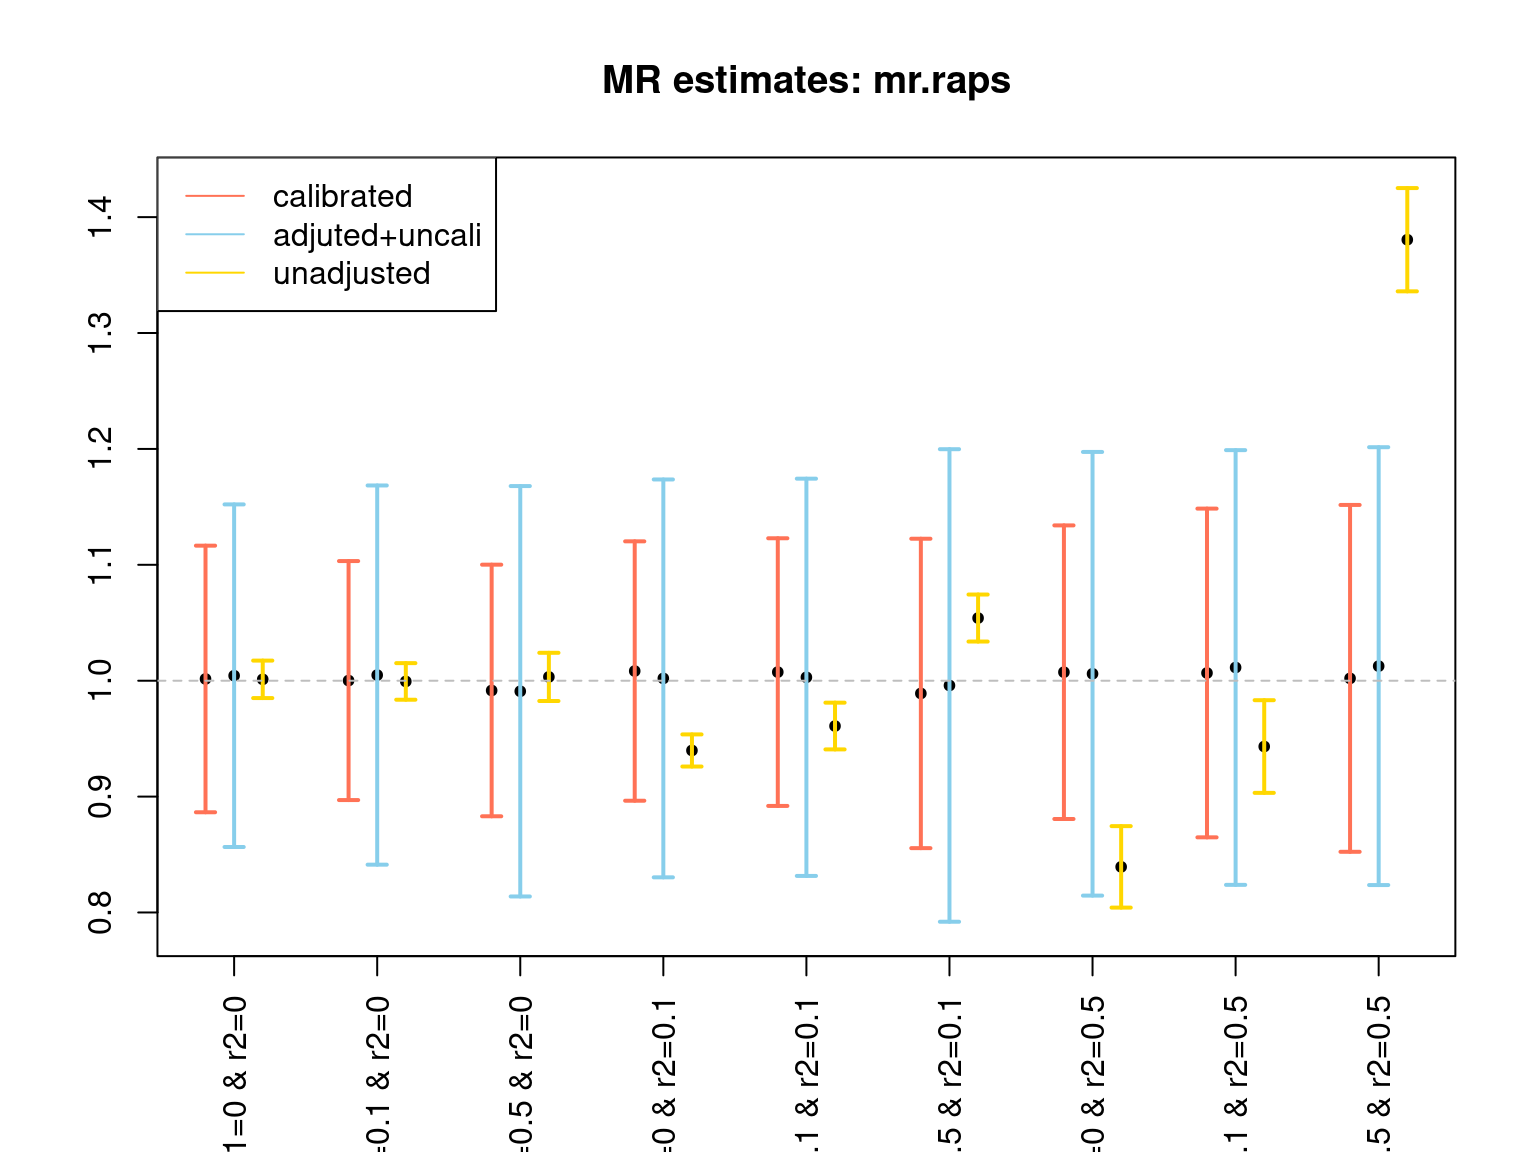 MR estimates: mr.raps
calibrated
adjuted+uncali
unadjusted
1.4
1.3
1.2
1.1
1.0
0.9
0.8
1=0 & r2=0
=0.1 & r2=0
=0.5 & r2=0
=0 & r2=0.1
.1 & r2=0.1
.5 & r2=0.1
=0 & r2=0.5
.1 & r2=0.5
.5 & r2=0.5